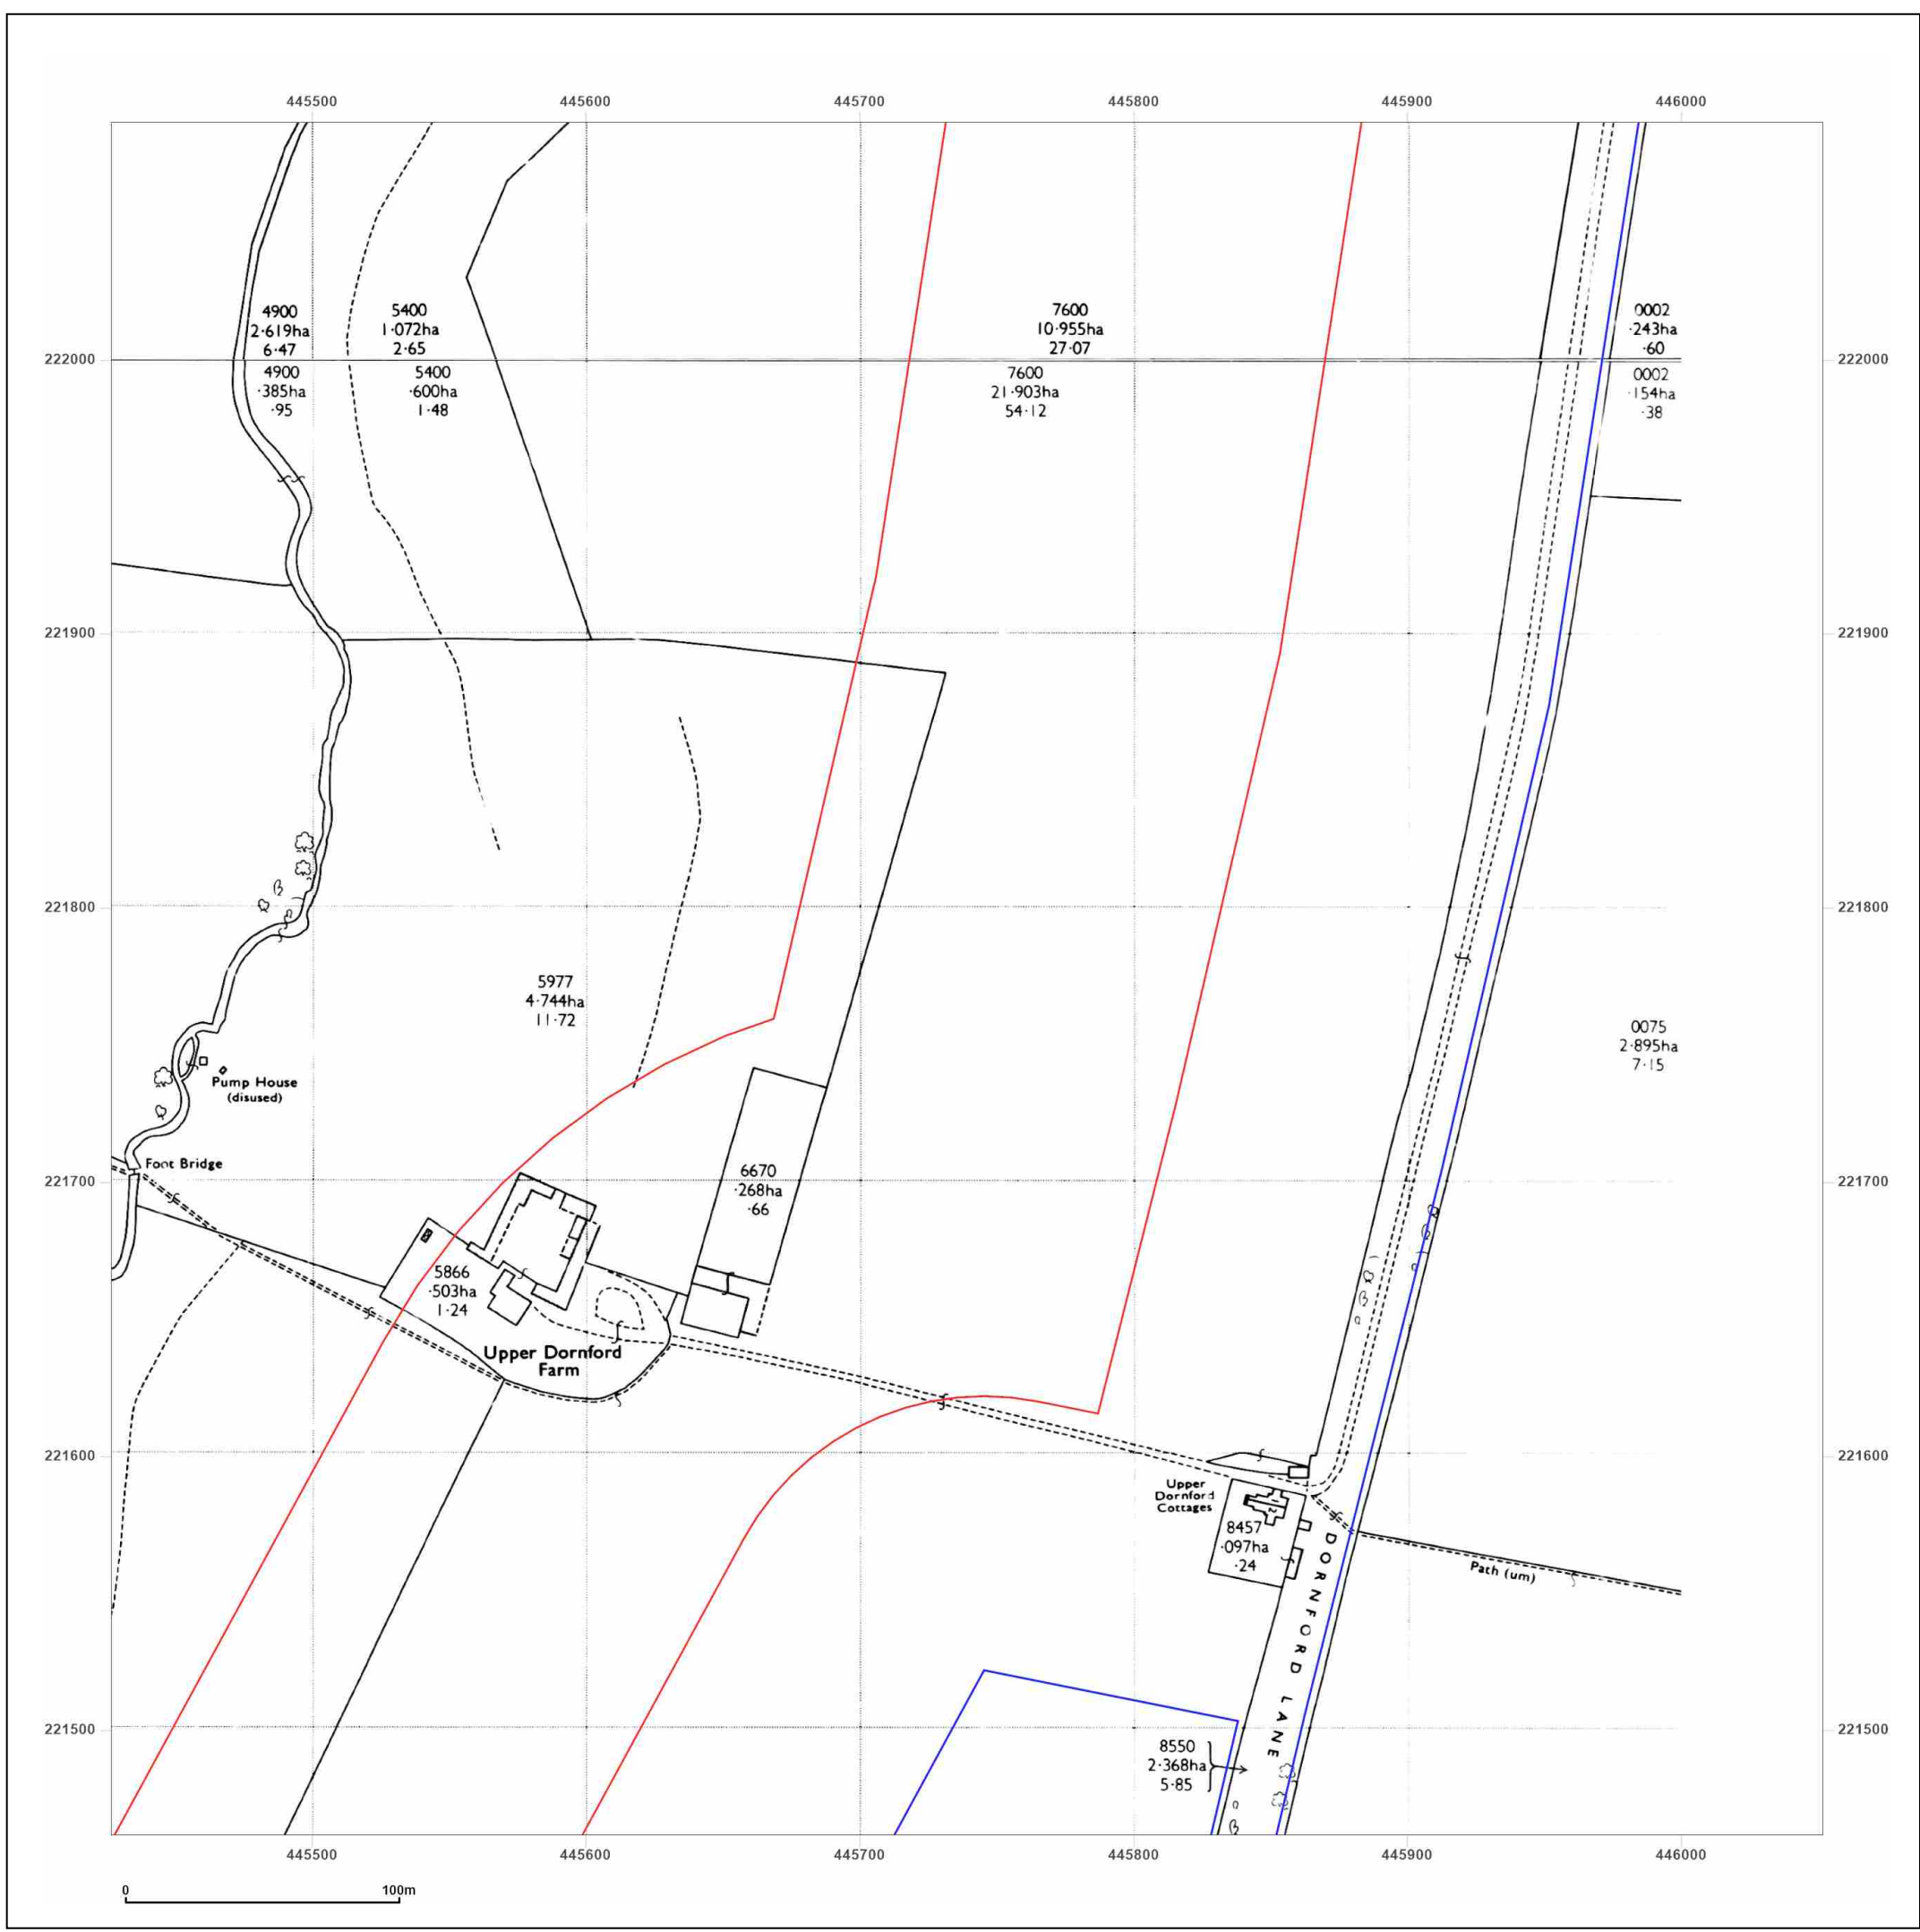 445500 445600 445700 445800 445900 446000
4900
2·619ha
6·47
5400
1·072ha
2·65
7600
10·955ha
27·07
0002
·243ha
·60
222000 222000
4900
·385ha
·95
5400
·600ha
1·48
7600
21·903ha
54·12
0002
·154ha
·38
221900 221900
221800 221800
5977
4·744ha
11·72
0075
2·895ha
7·15
Pump House
(disused)
Foot Bridge
221700 221700
6670
·268ha
·66
5866
·503ha
1·24
Upper Dornford
Farm
221600 221600
Upper
Dornford
Cottages
2
8457
·097ha
·24
DORNFORD LANE
Path (um)
221500 221500
8550
2·368ha
5·85
445500 445600 445700 445800 445900 446000
0 100m